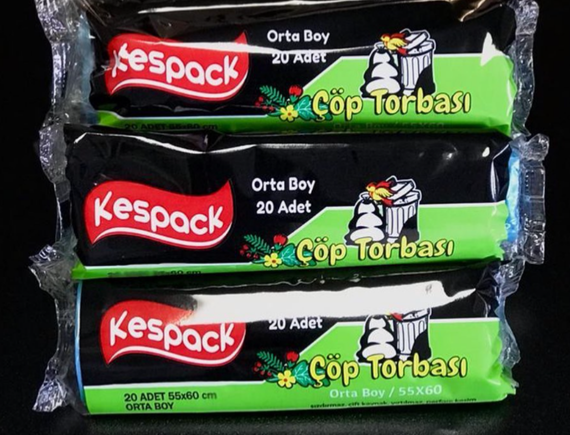 Orta Boy
20 Adet
Kespack
Çöp Torbası
20 ADET 55x60 cm
Orta Boy
20 Adet
Kespack
Çöp Torbası
20 Adet
Kespack
Çöp Torbası
Orta Boy / 55X60
20 ADET 55x60 cm
ORTA BOY